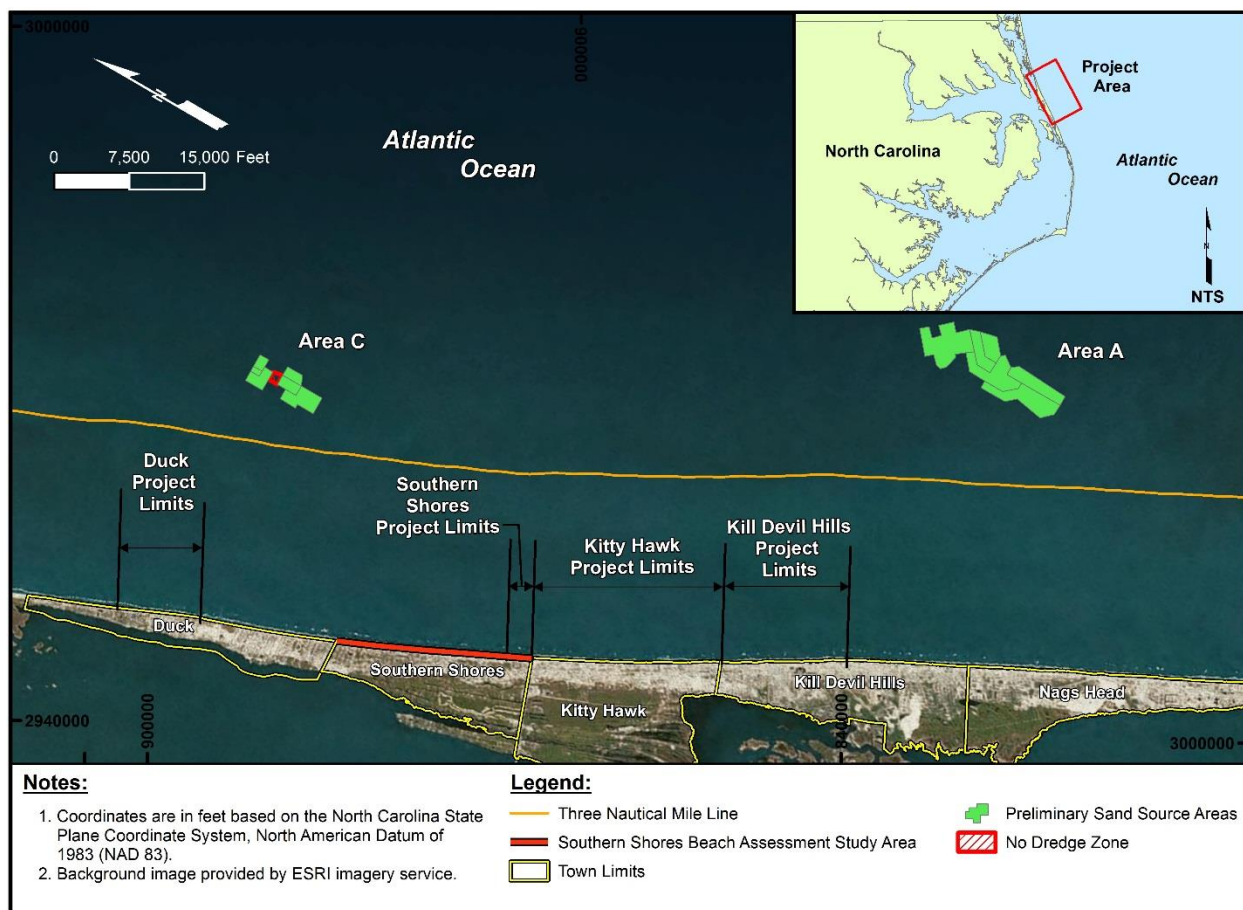 3000000
900000
N
0 7,500 15,000 Feet
Atlantic
Ocean
Project
Area
North Carolina
Atlantic
Ocean
N
NTS
Area C
Area A
Duck
Project
Limits
Southern
Shores
Project Limits
Kitty Hawk
Project Limits
Kill Devil Hills
Project
Limits
Duck
Southern Shores
Kitty Hawk
Kill Devil Hills
Nags Head
2940000
900000
840000
3000000
Notes:
1. Coordinates are in feet based on the North Carolina State
Plane Coordinate System, North American Datum of
1983 (NAD 83).
2. Background image provided by ESRI imagery service.
Legend:
Three Nautical Mile Line
Southern Shores Beach Assessment Study Area
Town Limits
Preliminary Sand Source Areas
No Dredge Zone